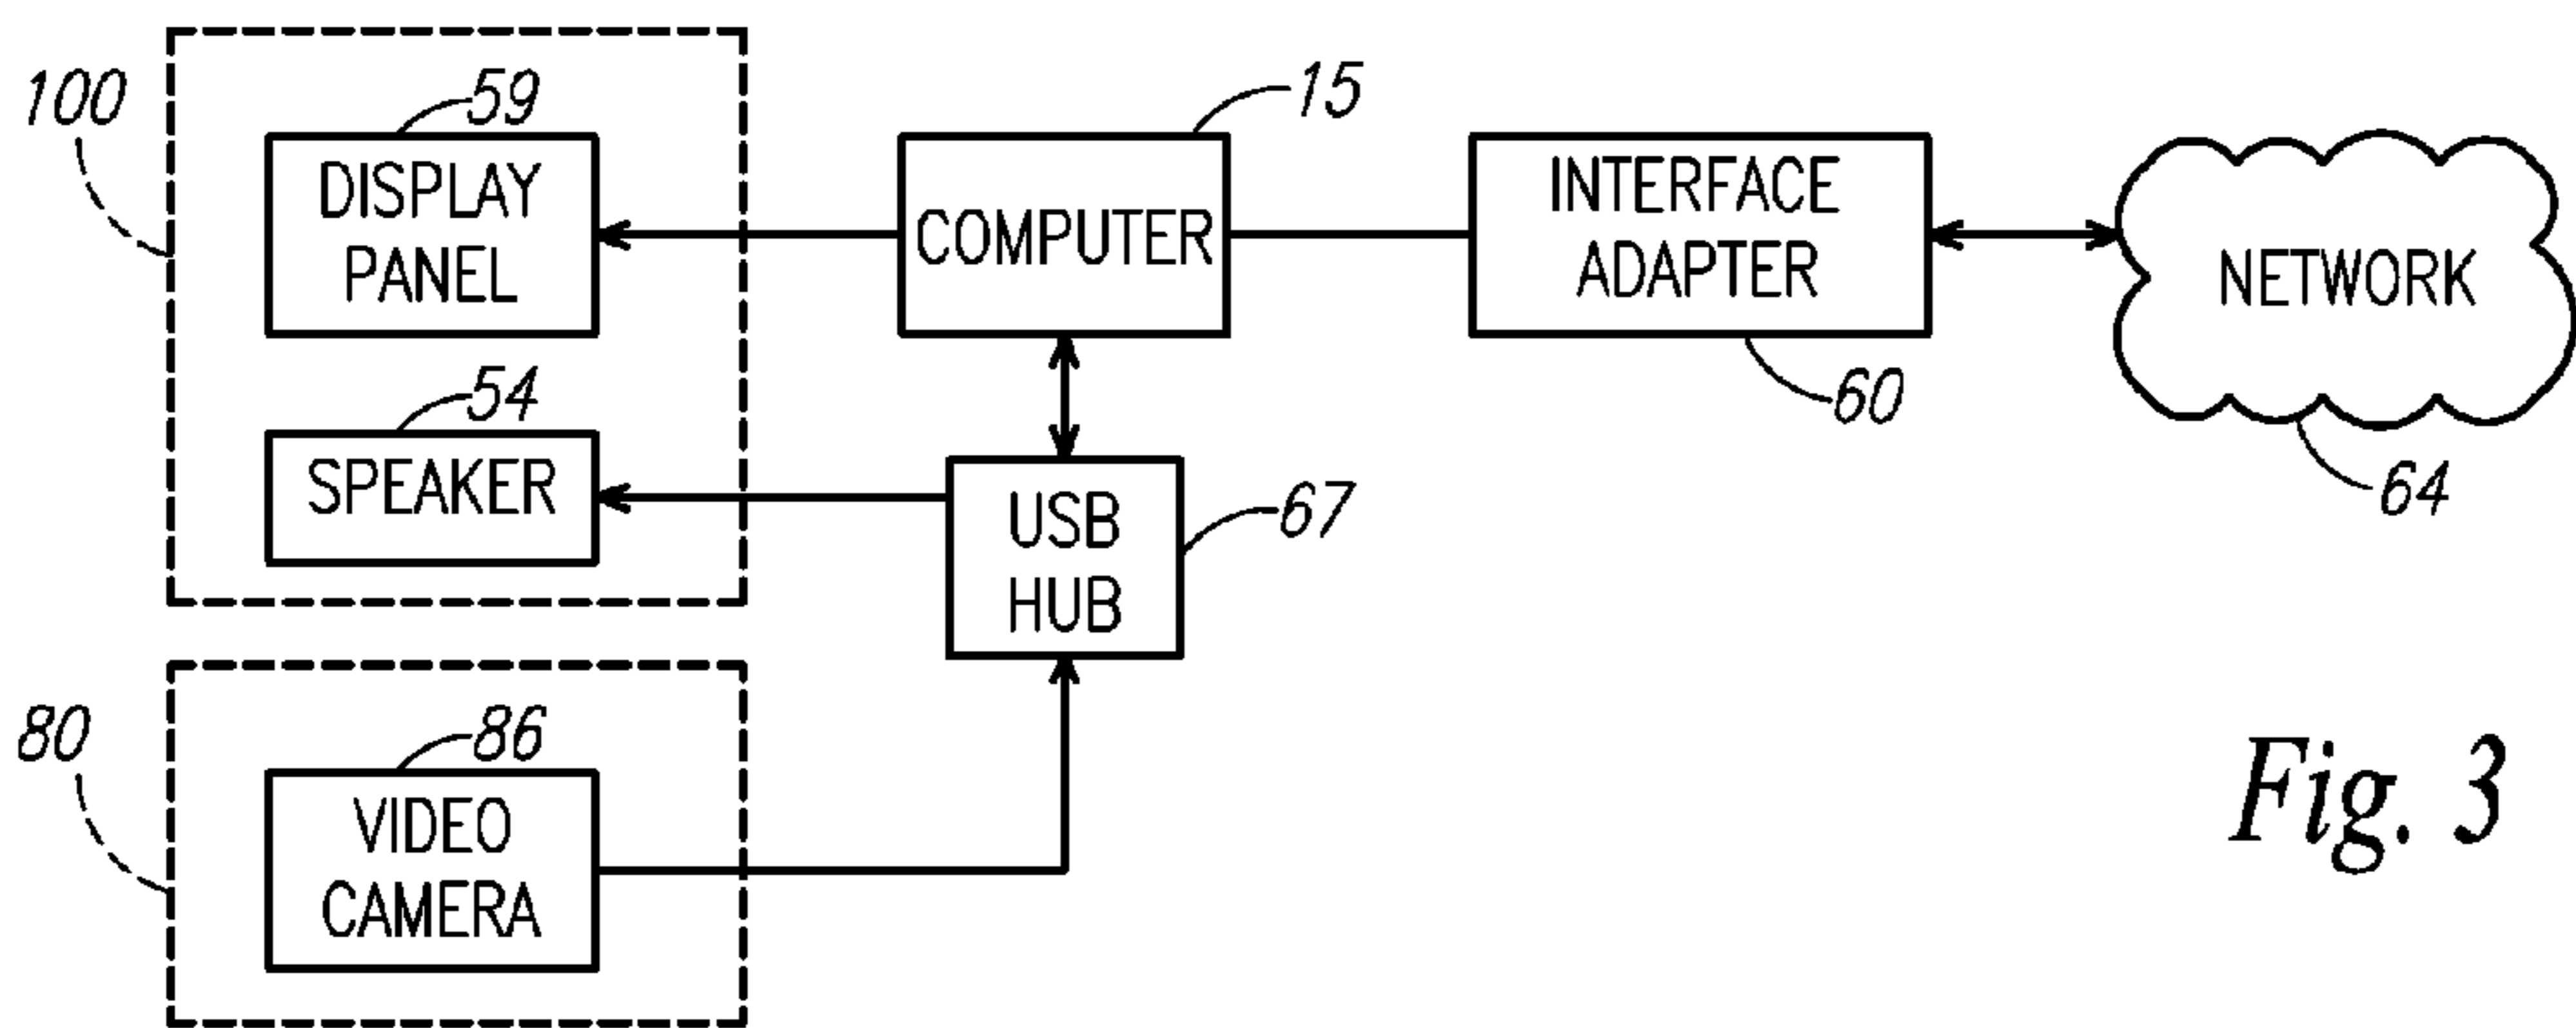 100
59
DISPLAY
PANEL
54
SPEAKER
15
COMPUTER
INTERFACE
ADAPTER
60
NETWORK
64
USB
HUB
67
80
86
VIDEO
CAMERA
Fig. 3